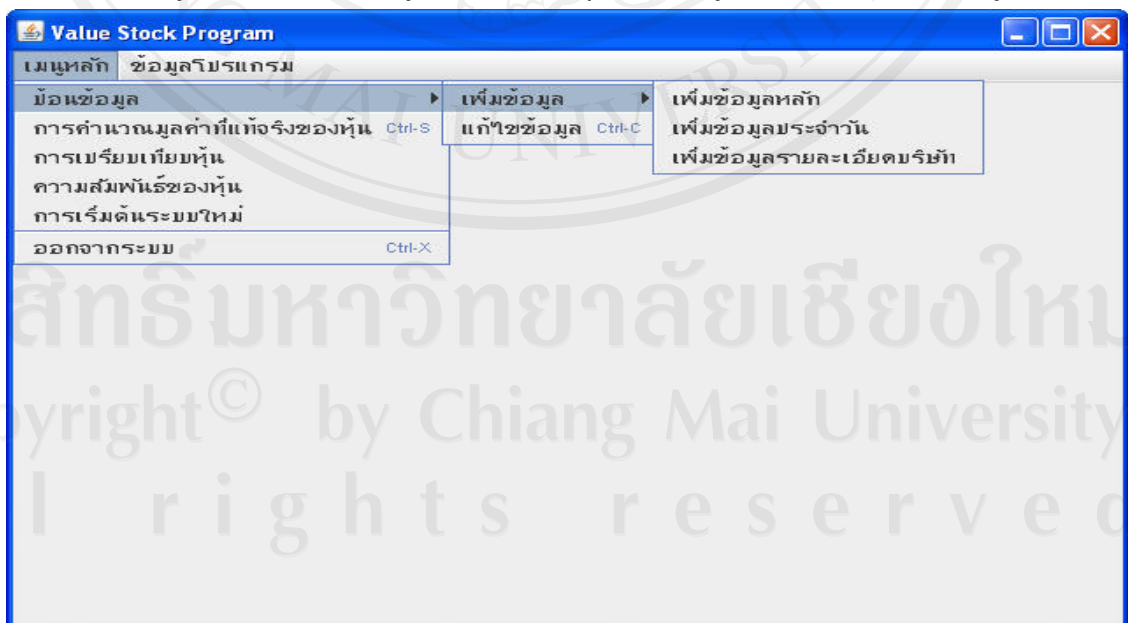 Value Stock Program
เมนูหลัก ข้อมูลโปรแกรม
ป้อนข้อมูล เพิ่มข้อมูล เพิ่มข้อมูลหลัก
การคำนวณมูลค่าที่แท้จริงของหุ้น Ctrl-S แก้ไขข้อมูล Ctrl-C เพิ่มข้อมูลประจำวัน
การเปรียบเทียบหุ้น เพิ่มข้อมูลรายละเอียดบริษัท
ความสัมพันธ์ของหุ้น
การเริ่มต้นระบบใหม่
ออกจากระบบ Ctrl-X
MAI UNIVERSI
สิทธิ์มหาวิทยาลัยเชียงใหม
pyright© by Chiang Mai University
l rights reserved